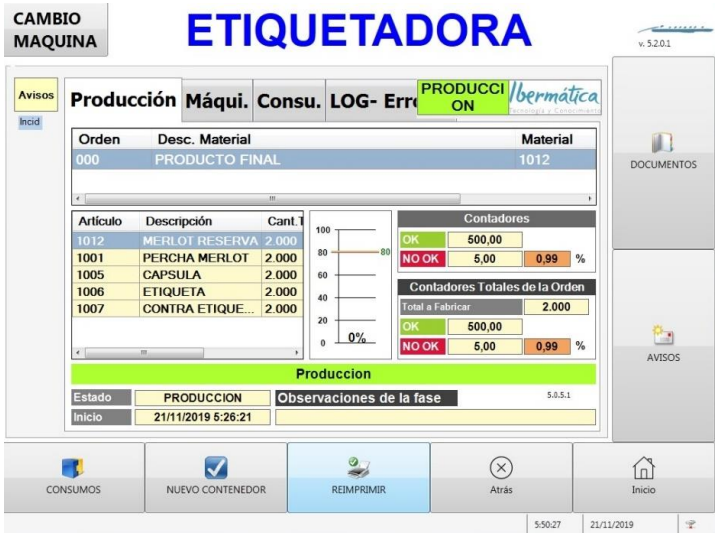 CAMBIO
MAQUINA
ETIQUETADORA
v. 5.2.0.1
Avisos
Incid
Producción Máqui. Consu. LOG- Erro
PRODUCCI
ON
Ibermática
Orden Desc. Material Material
000 PRODUCTO FINAL 1012
Artículo Descripción Cant.T
1012 MERLOT RESERVA 2.000
1001 PERCHA MERLOT 2.000
1005 CAPSULA 2.000
1006 ETIQUETA 2.000
1007 CONTRA ETIQUE... 2.000
100
80 80
60
40
20
0 0%
Contadores
OK 500,00
NO OK 5,00 0,99 %
Contadores Totales de la Orden
Total a Fabricar 2.000
OK 500,00
NO OK 5,00 0,99 %
Produccion
Estado PRODUCCION Observaciones de la fase 5.0.5.1
Inicio 21/11/2019 5:26:21
DOCUMENTOS
AVISOS
CONSUMOS NUEVO CONTENEDOR REIMPRIMIR Atrás Inicio
5:50:27 21/11/2019